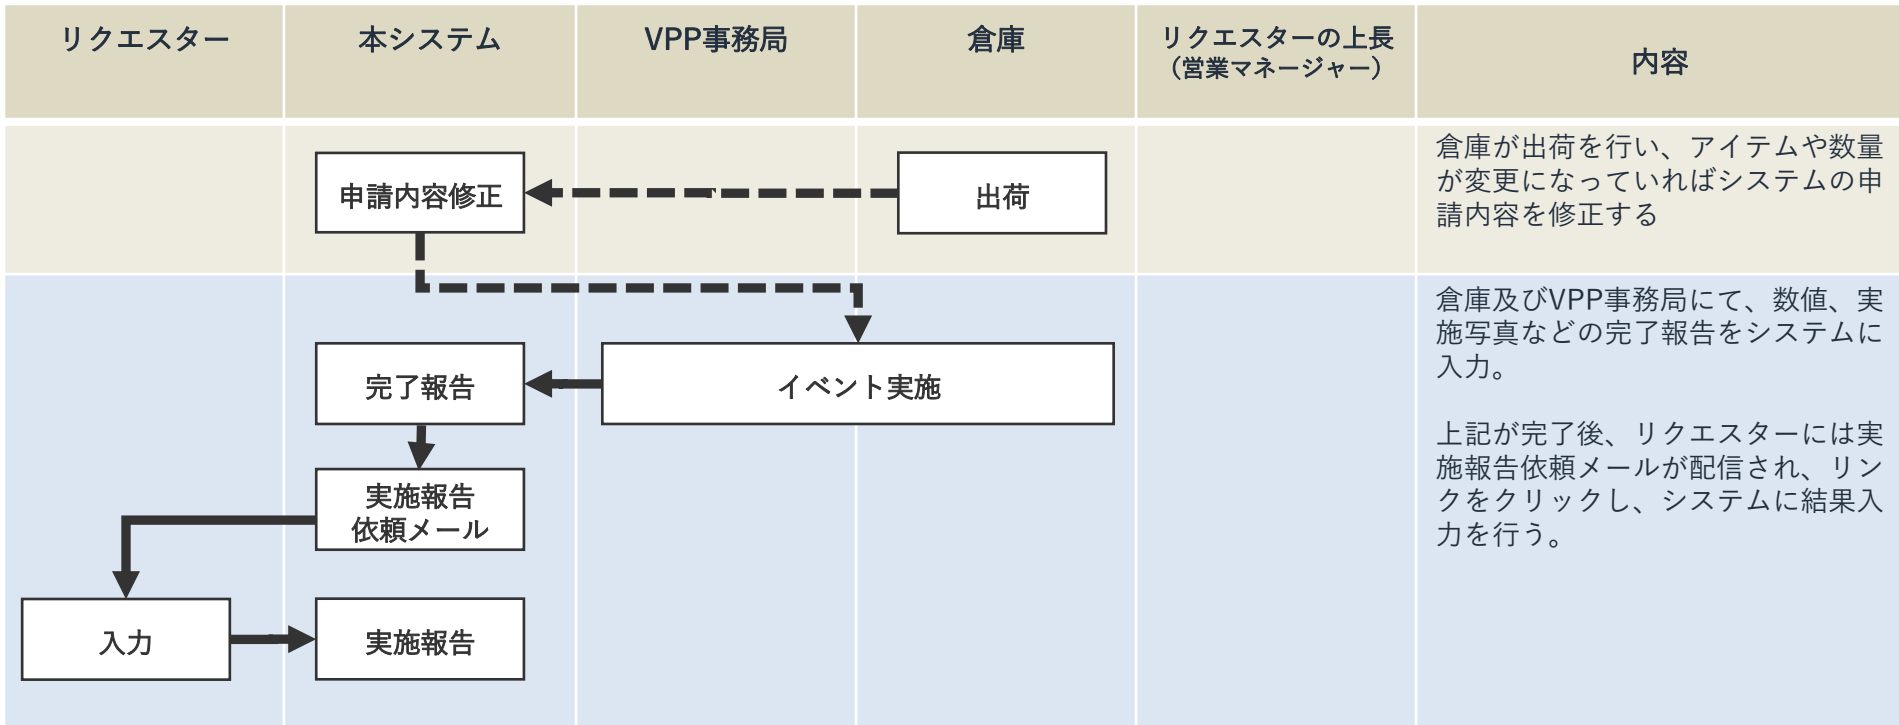 リクエスター
本システム
VPP事務局
倉庫
リクエスターの上長
（営業マネージャー）
内容
申請内容修正
出荷
倉庫が出荷を行い、アイテムや数量
が変更になっていればシステムの申
請内容を修正する
完了報告
イベント実施
実施報告
依頼メール
入力
実施報告
倉庫及びVPP事務局にて、数値、実
施写真などの完了報告をシステムに
入力。
上記が完了後、リクエスターには実
施報告依頼メールが配信され、リン
クをクリックし、システムに結果入
力を行う。